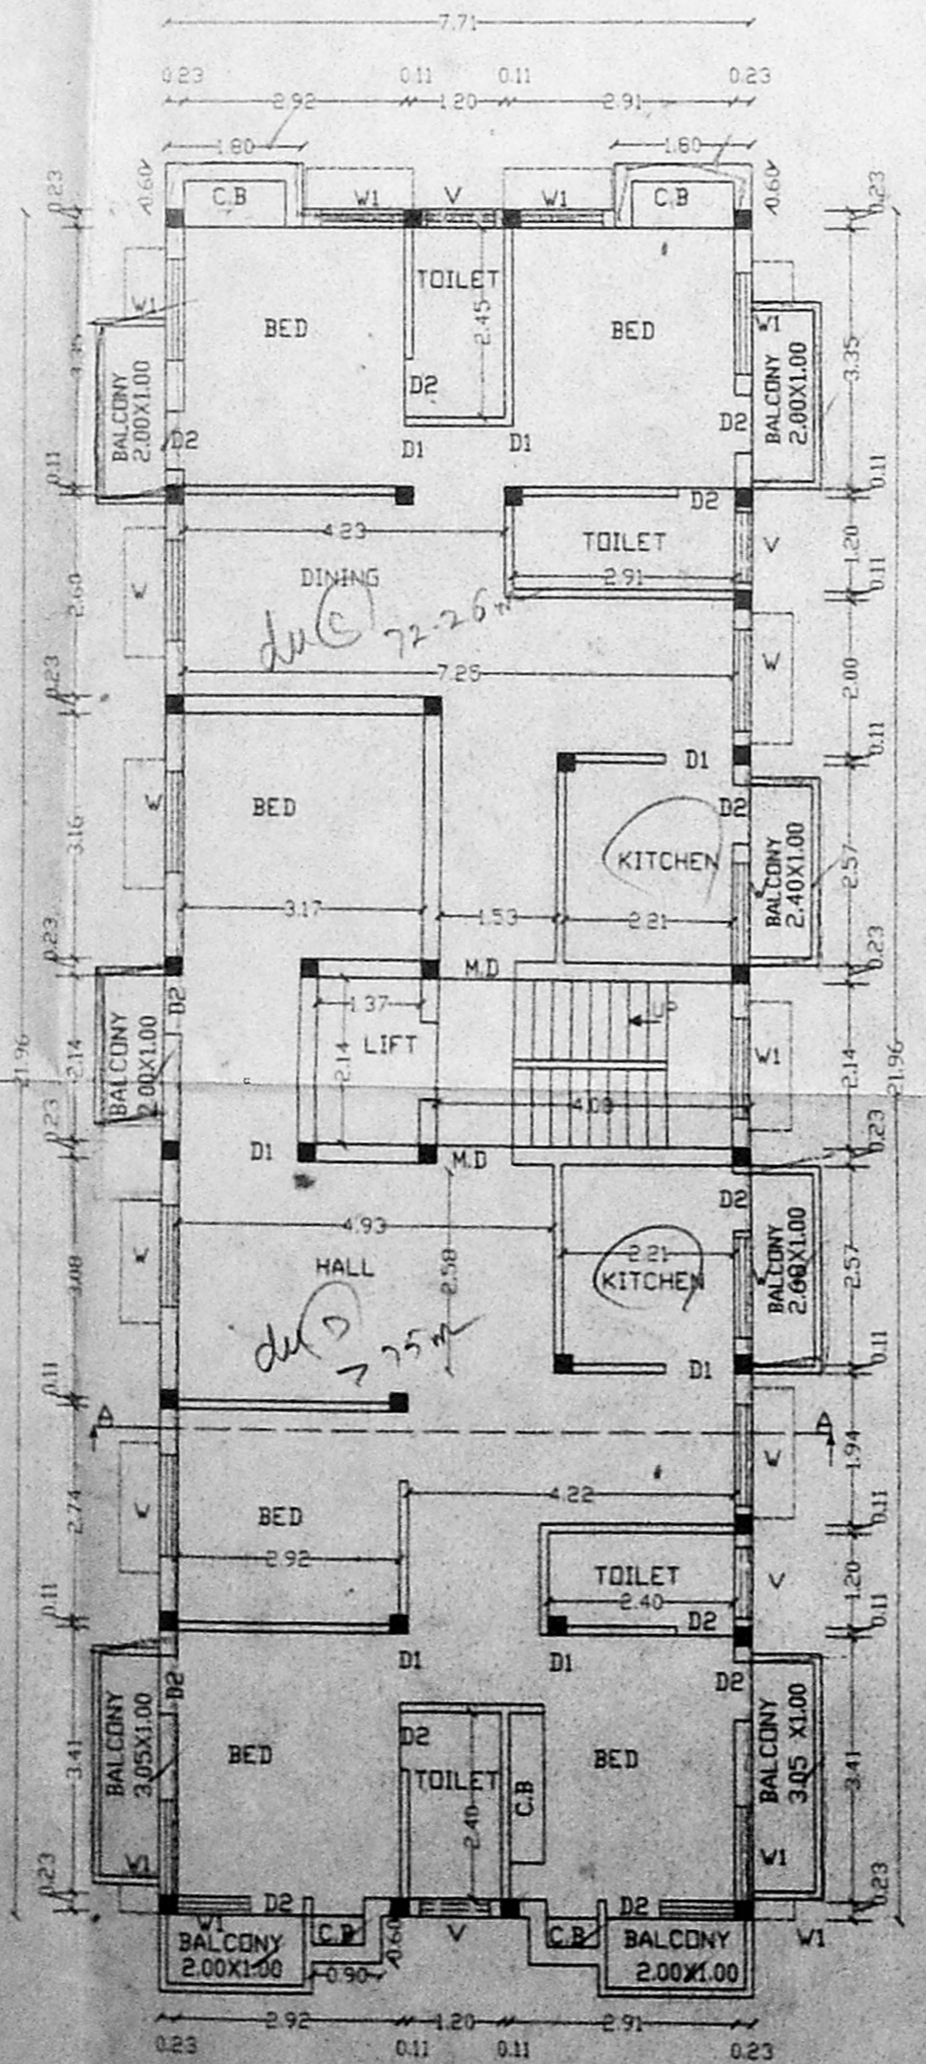 7.71
0.23 0.11 0.11 0.23
2.92 1.20 2.91
1.80 1.80
0.23 0.60 C.B W1 V W1 C.B 0.60 0.23
TOILET
W1 BED 2.45 BED W1
3.35 BALCONY 2.00X1.00 D2 BALCONY 2.00X1.00 3.35
D2 D1 D1 D2
0.11 D2 0.11
4.23 TOILET V 1.20
DINING 2.91 0.11
2.60 du C 72.26 W 2.00
0.23 7.28
D1 0.11
W BED D2
3.16 KITCHEN BALCONY 2.40X1.00 2.57
3.17 1.53 2.21
0.23 M.D 0.23
D2 1.37 UP
21.96 2.14 BALCONY 2.00X1.00 2.14 LIFT W1 2.14 21.96
4.08
0.23 D1 M.D 0.23
D2
4.93 2.21
3.08 HALL 2.58 KITCHEN BALCONY 2.57
du D 75 m
0.11 D1 0.11
A A
W 1.94
2.74 BED 4.22 0.11
2.92 TOILET V 1.20
2.40
0.11 D2 0.11
D1 D1
D2 D2
BALCONY 3.05X1.00 BED D2 BED BALCONY 3.05 X1.00
3.41 TOILET C.B 3.41
2.40
0.23 W1 W1 0.23
D2 D2
W1 C.B 0.60 V C.B W1
BALCONY BALCONY
2.00X1.00 0.90 2.00X1.00
2.92 1.20 2.91
0.23 0.11 0.11 0.23